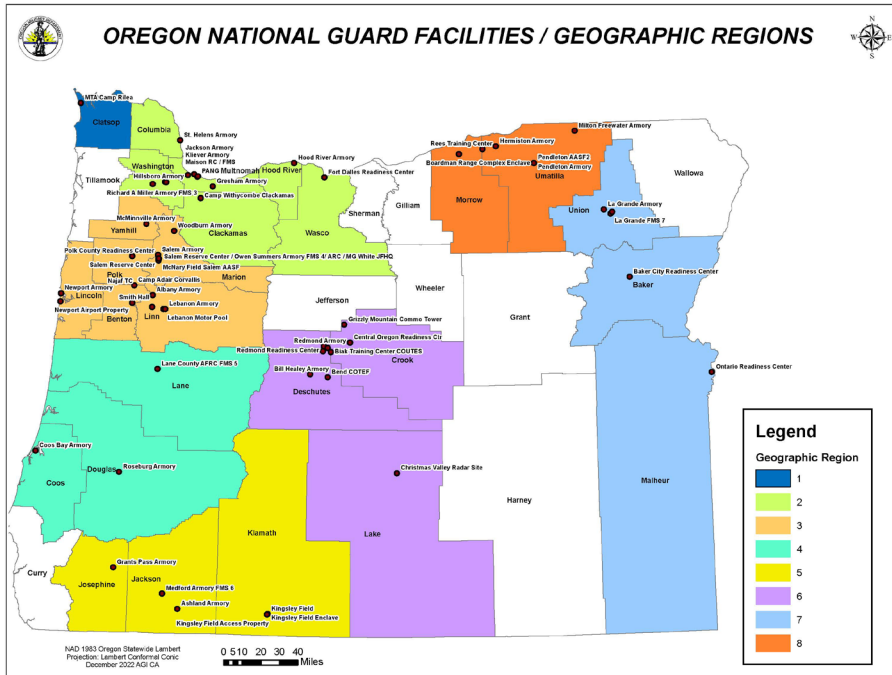 OREGON NATIONAL GUARD FACILITIES / GEOGRAPHIC REGIONS
N
W
E
S
MTA Camp Rilea
Clatsop
Columbia
St. Helens Armory
Jackson Armory
Kliever Armory
Maison RC / FMS
Washington
PANG
Multnomah
Hood River Armory
Hood River
Fort Dalles Readiness Center
Tillamook
Hillsboro Armory
Gresham Armory
Richard A Miller Armory FMS 3
Camp Withycombe Clackamas
Clackamas
Wasco
Sherman
Gilliam
Morrow
Rees Training Center
Hermiston Armory
Milton Freewater Armory
Boardman Range Complex Enclave
Pendleton AASF2
Pendleton Armory
Umatilla
Wallowa
Union
La Grande Armory
La Grande FMS 7
McMinnville Armory
Yamhill
Woodburn Armory
Polk County Readiness Center
Salem Armory
Salem Reserve Center / Owen Summers Armory FMS 4/ ARC / MG White JFHQ
Salem Reserve Center
McNary Field Salem AASF
Polk
Marion
Najaf TC
Camp Adair Corvallis
Newport Armory
Lincoln
Albany Armory
Smith Hall
Lebanon Armory
Newport Airport Property
Benton
Linn
Lebanon Motor Pool
Jefferson
Wheeler
Grant
Baker City Readiness Center
Baker
Grizzly Mountain Commo Tower
Redmond Armory
Central Oregon Readiness Ctr
Redmond Readiness Center
Biak Training Center COUTES
Crook
Lane County AFRC FMS 5
Lane
Bill Healey Armory
Bend COTEF
Deschutes
Ontario Readiness Center
Coos Bay Armory
Coos
Douglas
Roseburg Armory
Christmas Valley Radar Site
Harney
Malheur
Klamath
Lake
Curry
Josephine
Grants Pass Armory
Jackson
Medford Armory FMS 6
Ashland Armory
Kingsley Field Access Property
Kingsley Field
Kingsley Field Enclave
Legend
Geographic Region
1
2
3
4
5
6
7
8
NAD 1983 Oregon Statewide Lambert
Projection: Lambert Conformal Conic
December 2022 AGI CA
0 5 10 20 30 40
Miles